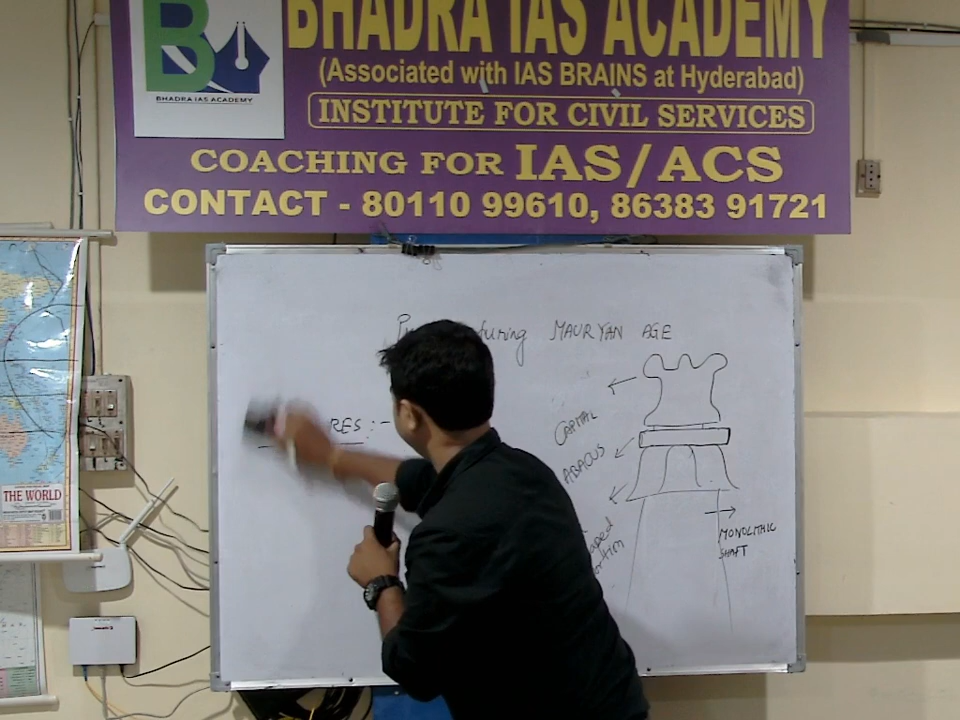 B
BHADRA IAS ACADEMY
BHADRA IAS ACADEMY
(Associated with IAS BRAINS at Hyderabad)
INSTITUTE FOR CIVIL SERVICES
COACHING FOR IAS/ACS
CONTACT - 80110 99610, 86383 91721
MAURYAN AGE
RES :-
CAPITAL
ABACUS
MONOLITHIC
SHAFT
THE WORLD